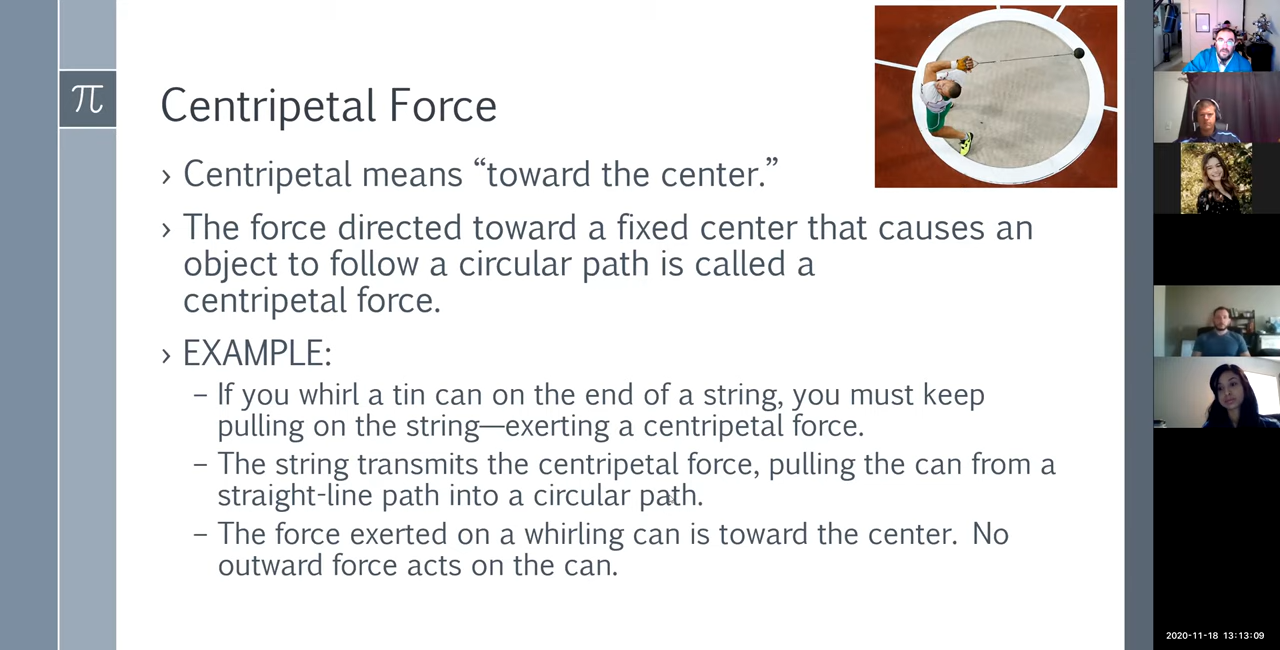 π
Centripetal Force
› Centripetal means “toward the center.”
› The force directed toward a fixed center that causes an
object to follow a circular path is called a
centripetal force.
› EXAMPLE:
– If you whirl a tin can on the end of a string, you must keep
pulling on the string—exerting a centripetal force.
– The string transmits the centripetal force, pulling the can from a
straight-line path into a circular path.
– The force exerted on a whirling can is toward the center.  No
outward force acts on the can.
2020-11-18 13:13:09